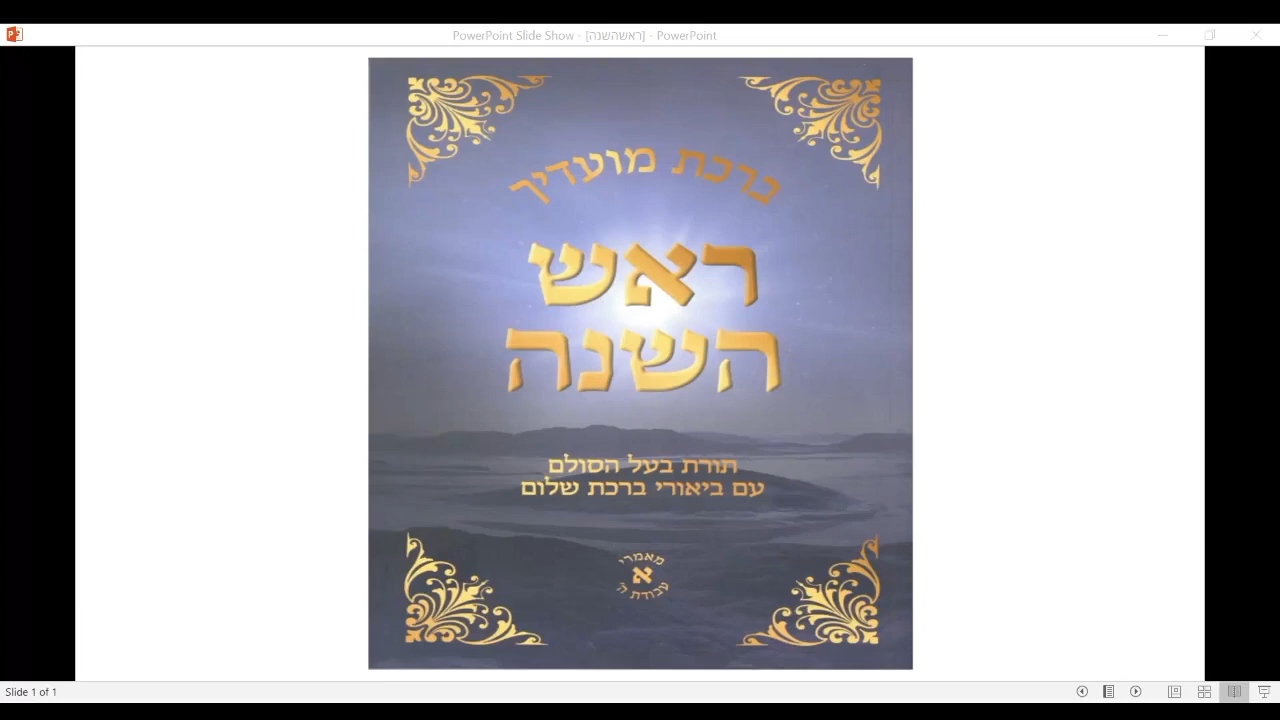 PowerPoint Slide Show - [ראשהשנה] - PowerPoint
ברכת מועדיך
ראש
השנה
תורת בעל הסולם
עם ביאורי ברכת שלום
מאמרי
א
עבודת ה'
Slide 1 of 1